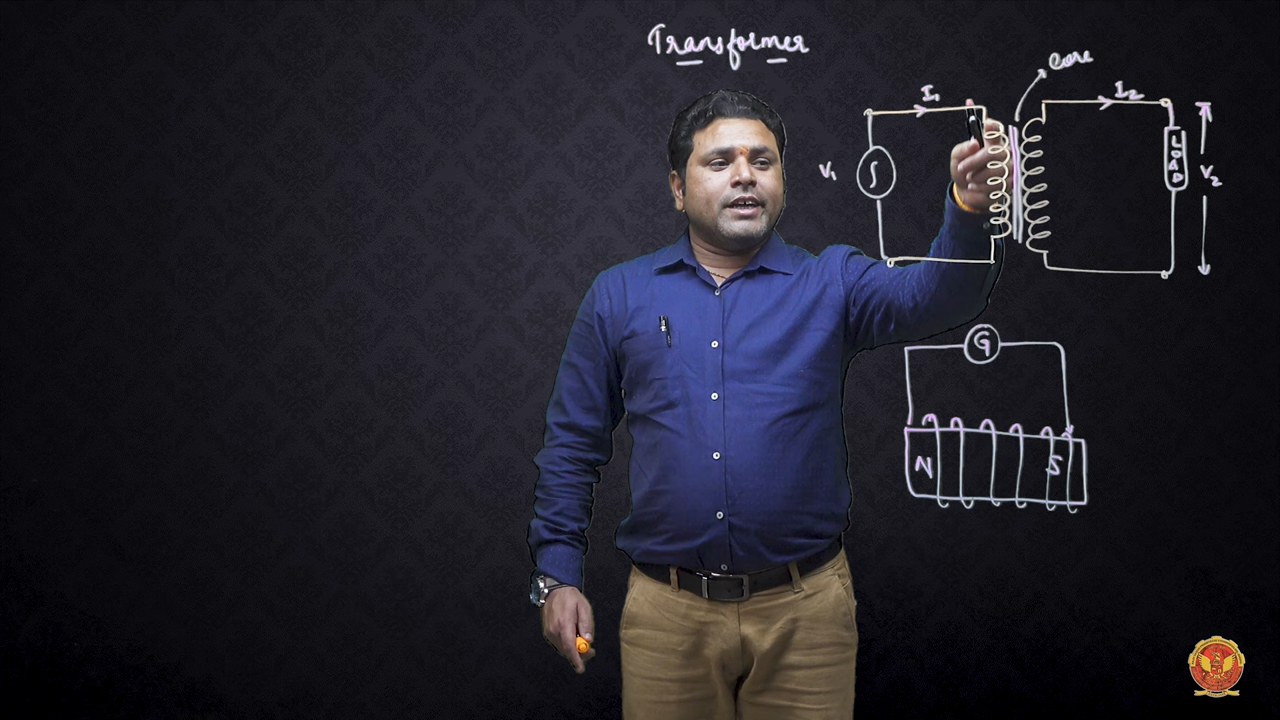 Transformer
Core
I₁
I₂
V₁
LOAD
V₂
G
N
S